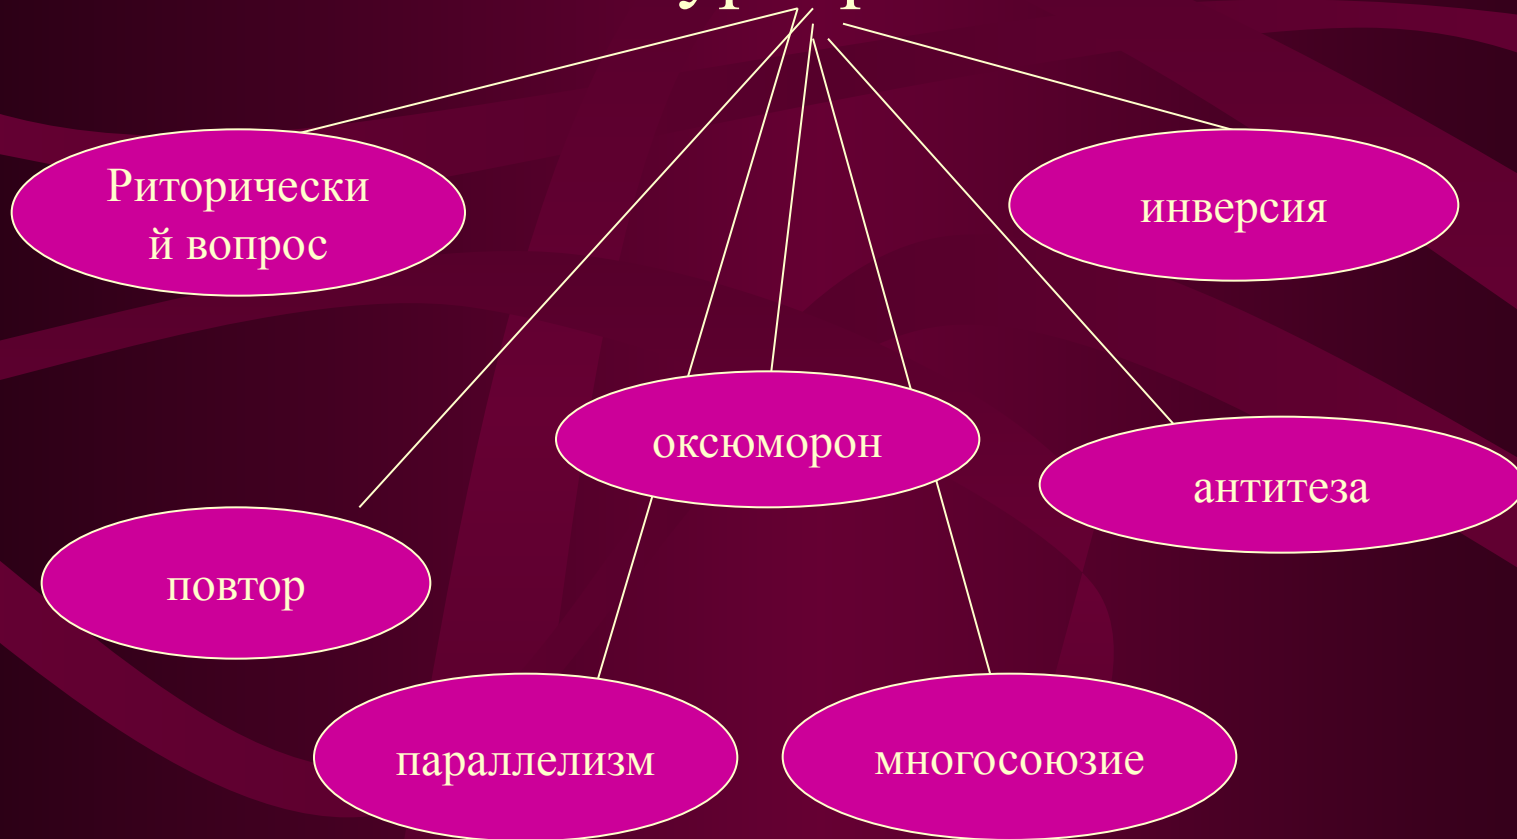 Риторически
й вопрос
инверсия
оксюморон
антитеза
повтор
параллелизм
многосоюзие